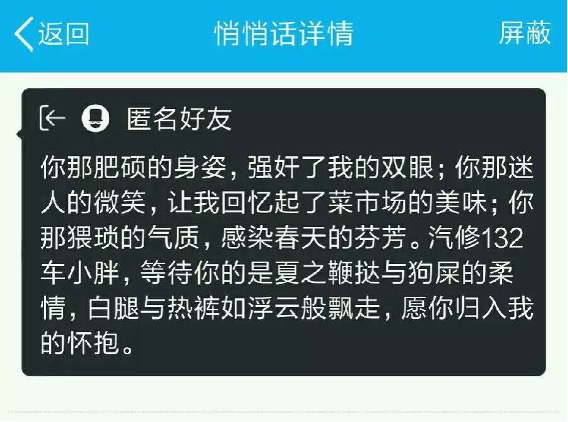 返回 悄悄话详情 屏蔽
匿名好友
你那肥硕的身姿，强奸了我的双眼；你那迷
人的微笑，让我回忆起了菜市场的美味；你
那猥琐的气质，感染春天的芬芳。汽修132
车小胖，等待你的是夏之鞭挞与狗屎的柔
情，白腿与热裤如浮云般飘走，愿你归入我
的怀抱。